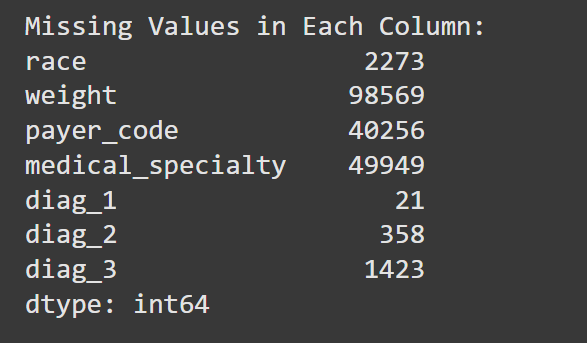 Missing Values in Each Column:
race 2273
weight 98569
payer_code 40256
medical_specialty 49949
diag_1 21
diag_2 358
diag_3 1423
dtype: int64